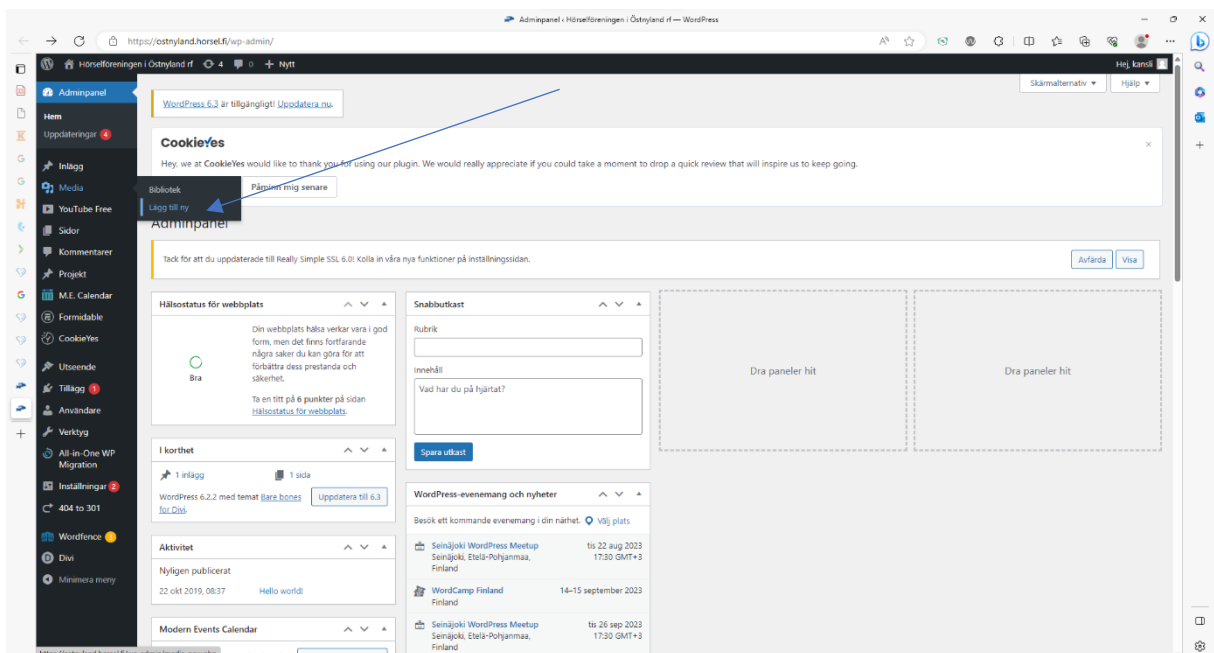 Adminpanel ‹ Hörselföreningen i Östnyland rf — WordPress
https://ostnyland.horsel.fi/wp-admin/
Hörselföreningen i Östnyland rf 4 0 + Nytt
Hej, kansli
Adminpanel
Hem
Uppdateringar 4
Inlägg
Media
YouTube Free
Sidor
Kommentarer
Projekt
M.E. Calendar
Formidable
CookieYes
Utseende
Tillägg 1
Användare
Verktyg
All-in-One WP
Migration
Inställningar 2
404 to 301
Wordfence
Divi
Minimera meny
Bibliotek
Lägg till ny
Skärmalternativ
Hjälp
WordPress 6.3 är tillgängligt! Uppdatera nu.
CookieYes
Hey, we at CookieYes would like to thank you for using our plugin. We would really appreciate if you could take a moment to drop a quick review that will inspire us to keep going.
Påminn mig senare
Adminpanel
Tack för att du uppdaterade till Really Simple SSL 6.0! Kolla in våra nya funktioner på inställningssidan.
Avfärda
Visa
Hälsostatus för webbplats
Bra
Din webbplats hälsa verkar vara i god
form, men det finns fortfarande
några saker du kan göra för att
förbättra dess prestanda och
säkerhet.
Ta en titt på 6 punkter på sidan
Hälsostatus för webbplats.
I korthet
1 inlägg
1 sida
WordPress 6.2.2 med temat Bare bones
for Divi.
Uppdatera till 6.3
Aktivitet
Nyligen publicerat
22 okt 2019, 08:37 Hello world!
Modern Events Calendar
Snabbutkast
Rubrik
Innehåll
Vad har du på hjärtat?
Spara utkast
WordPress-evenemang och nyheter
Besök ett kommande evenemang i din närhet. Välj plats
Seinäjoki WordPress Meetup tis 22 aug 2023
Seinäjoki, Etelä-Pohjanmaa, 17:30 GMT+3
Finland
WordCamp Finland 14–15 september 2023
Finland
Seinäjoki WordPress Meetup tis 26 sep 2023
Seinäjoki, Etelä-Pohjanmaa, 17:30 GMT+3
Finland
Dra paneler hit
Dra paneler hit